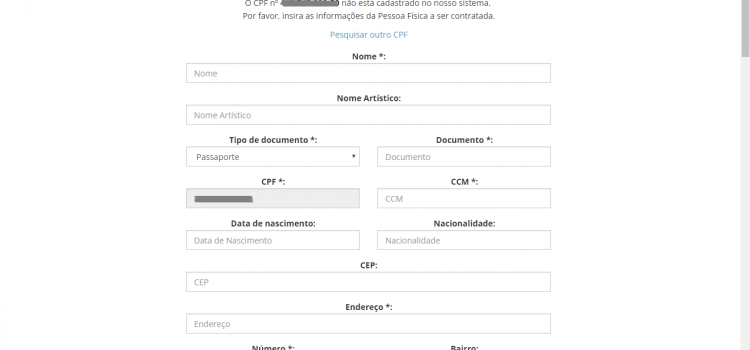 O CPF nº não está cadastrado no nosso sistema.
Por favor, insira as informações da Pessoa Física a ser contratada.
Pesquisar outro CPF
Nome *:
Nome
Nome Artístico:
Nome Artístico
Tipo de documento *: Documento *:
Passaporte Documento
CPF *: CCM *:
CCM
Data de nascimento: Nacionalidade:
Data de Nascimento Nacionalidade
CEP:
CEP
Endereço *:
Endereço
Número *: Bairro: